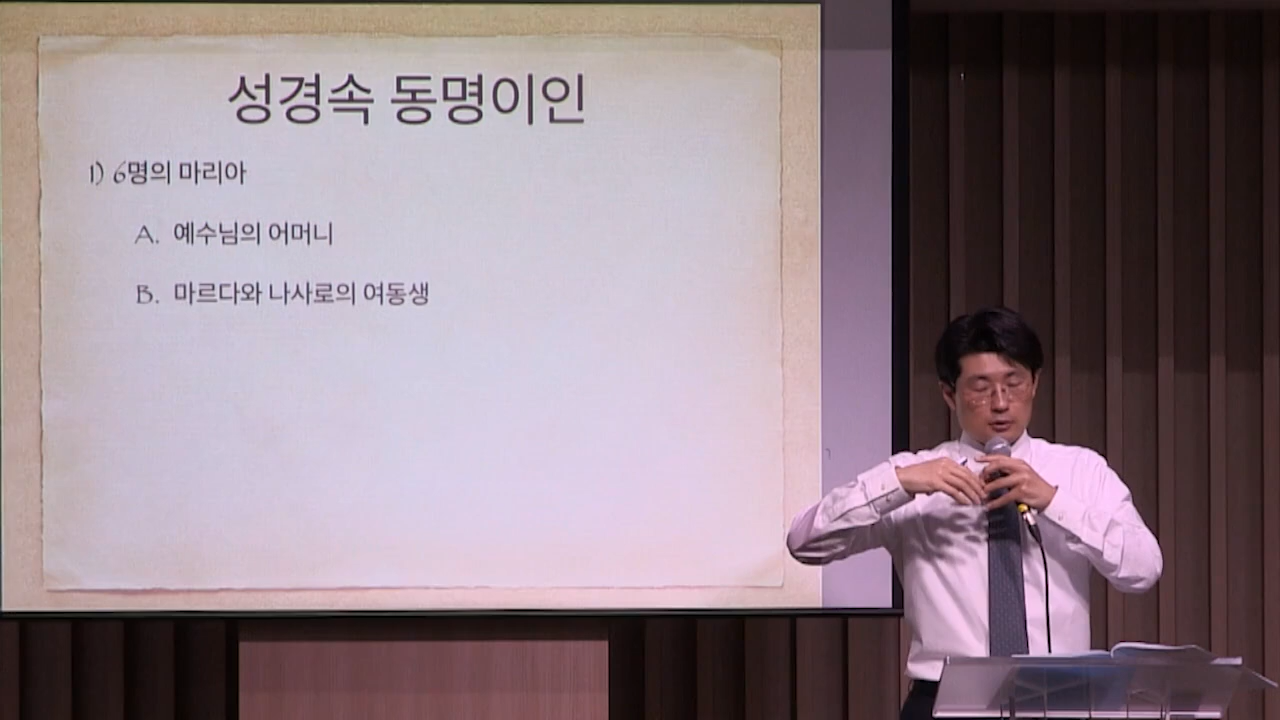 성경속 동명이인
1) 6명의 마리아
A. 예수님의 어머니
B. 마르다와 나사로의 여동생